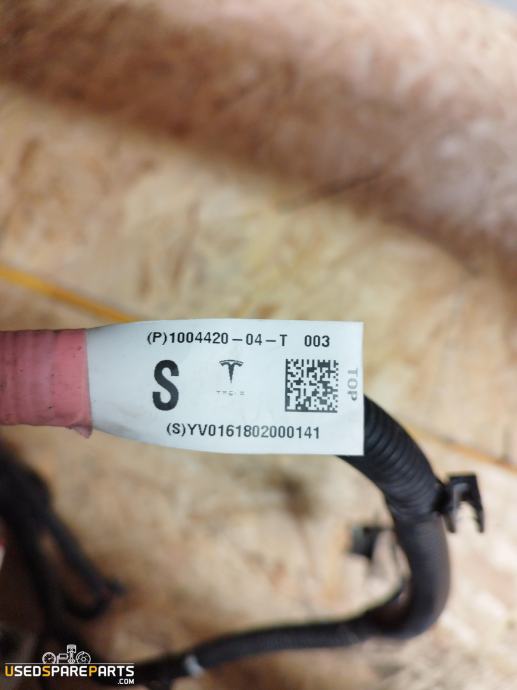 (P)1004420-04-T 003
S
TOP
(S)YV0161802000141
USEDSPAREPARTS
.COM